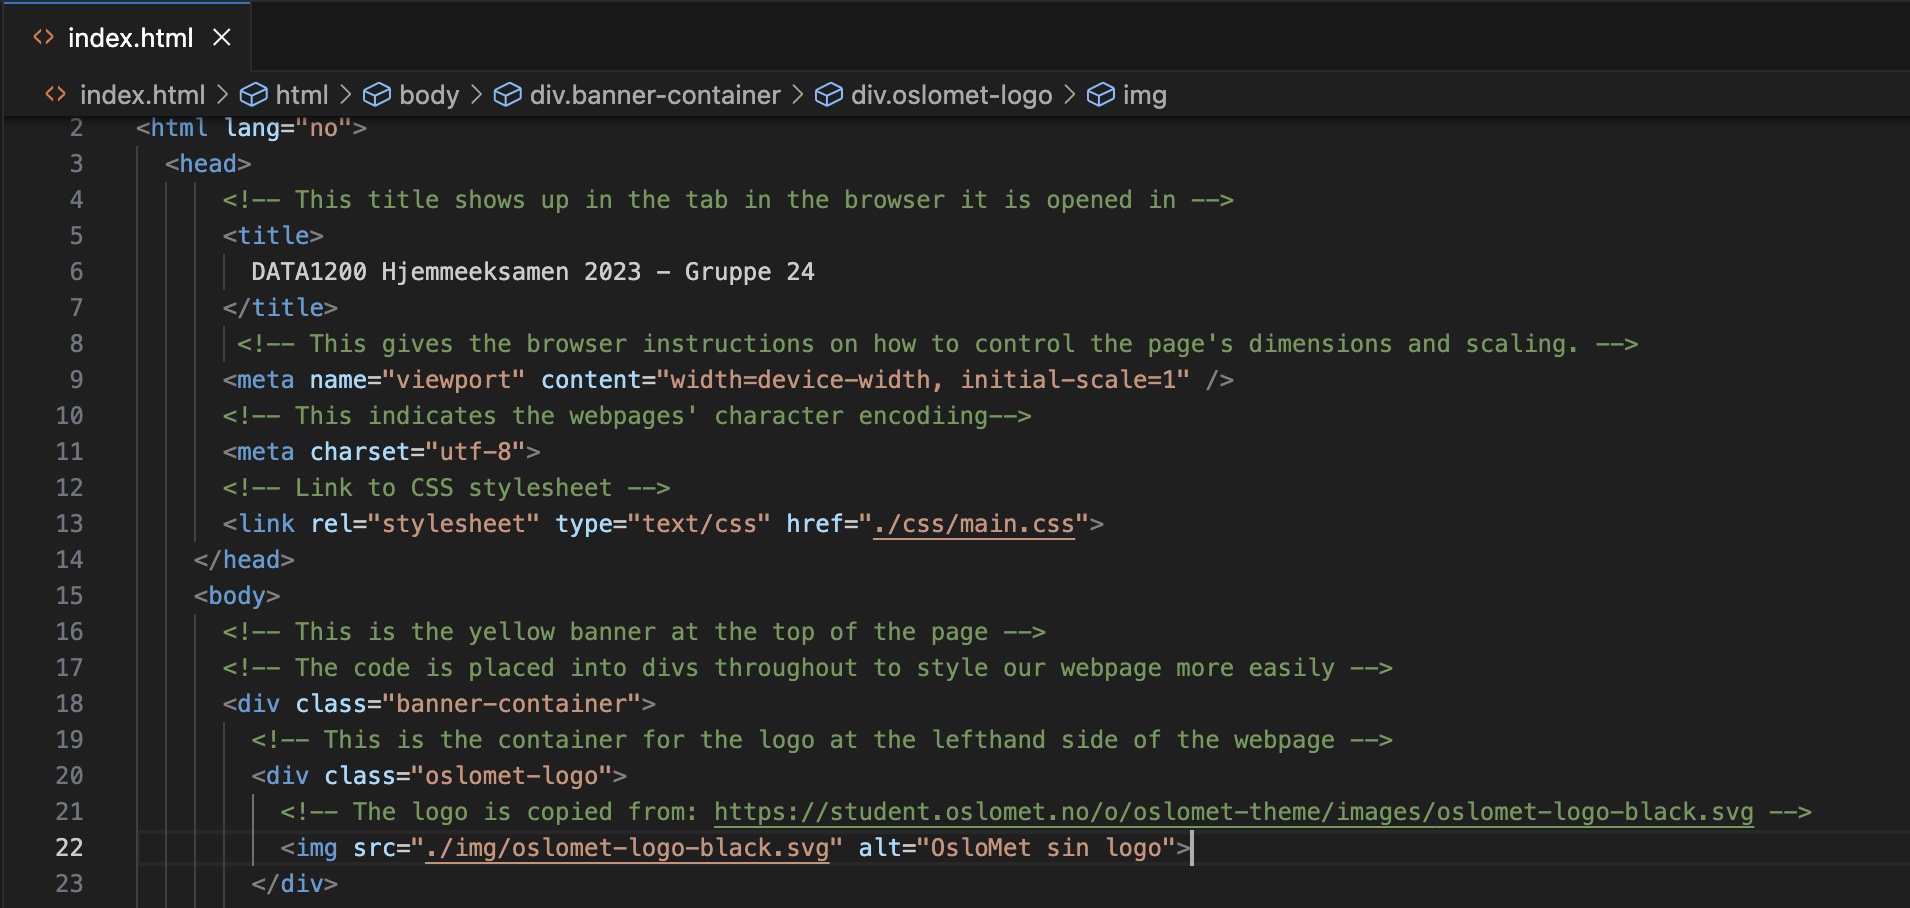 index.html
index.html > html > body > div.banner-container > div.oslomet-logo > img
2 <html lang="no">
3 <head>
4 <!-- This title shows up in the tab in the browser it is opened in -->
5 <title>
6 DATA1200 Hjemmeeksamen 2023 - Gruppe 24
7 </title>
8 <!-- This gives the browser instructions on how to control the page's dimensions and scaling. -->
9 <meta name="viewport" content="width=device-width, initial-scale=1" />
10 <!-- This indicates the webpages' character encodiing-->
11 <meta charset="utf-8">
12 <!-- Link to CSS stylesheet -->
13 <link rel="stylesheet" type="text/css" href="./css/main.css">
14 </head>
15 <body>
16 <!-- This is the yellow banner at the top of the page -->
17 <!-- The code is placed into divs throughout to style our webpage more easily -->
18 <div class="banner-container">
19 <!-- This is the container for the logo at the lefthand side of the webpage -->
20 <div class="oslomet-logo">
21 <!-- The logo is copied from: https://student.oslomet.no/o/oslomet-theme/images/oslomet-logo-black.svg -->
22 <img src="./img/oslomet-logo-black.svg" alt="OsloMet sin logo">
23 </div>